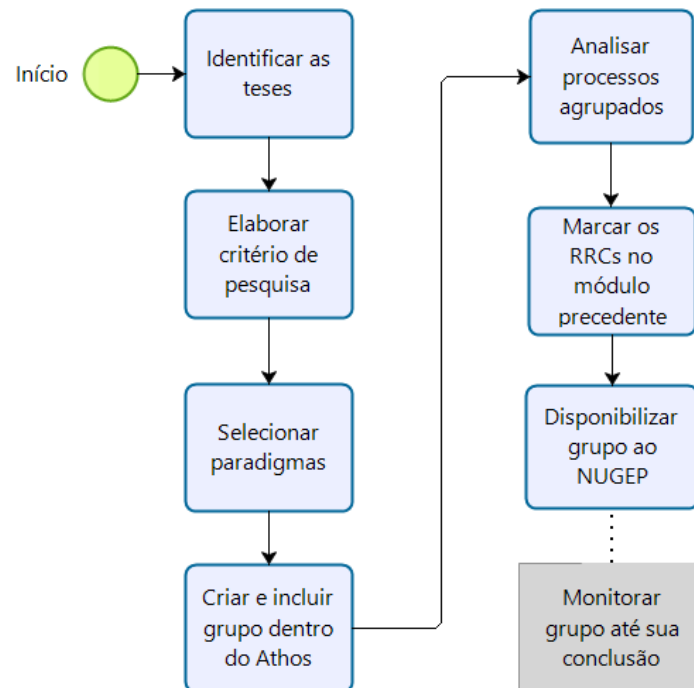 Início
Identificar as
teses
Elaborar
critério de
pesquisa
Selecionar
paradigmas
Criar e incluir
grupo dentro
do Athos
Analisar
processos
agrupados
Marcar os
RRCs no
módulo
precedente
Disponibilizar
grupo ao
NUGEP
Monitorar
grupo até sua
conclusão